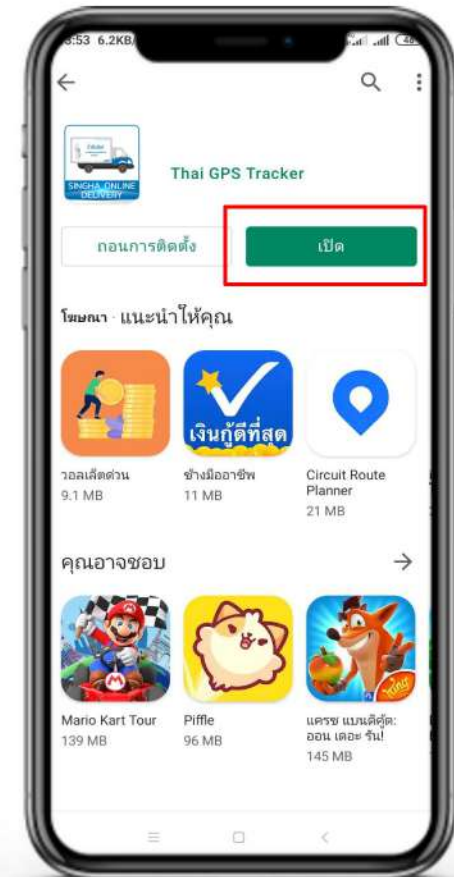 :53 6.2KB/
SINGHA ONLINE
DELIVERY
Thai GPS Tracker
ถอนการติดตั้ง
เปิด
โฆษณา · แนะนำให้คุณ
เงินกู้ดีที่สุด
วอลเล็ตด่วน
9.1 MB
ช่างมืออาชีพ
11 MB
Circuit Route
Planner
21 MB
คุณอาจชอบ
King
Mario Kart Tour
139 MB
Piffle
96 MB
แครช แบนดิคู้ต:
ออน เดอะ รัน!
145 MB